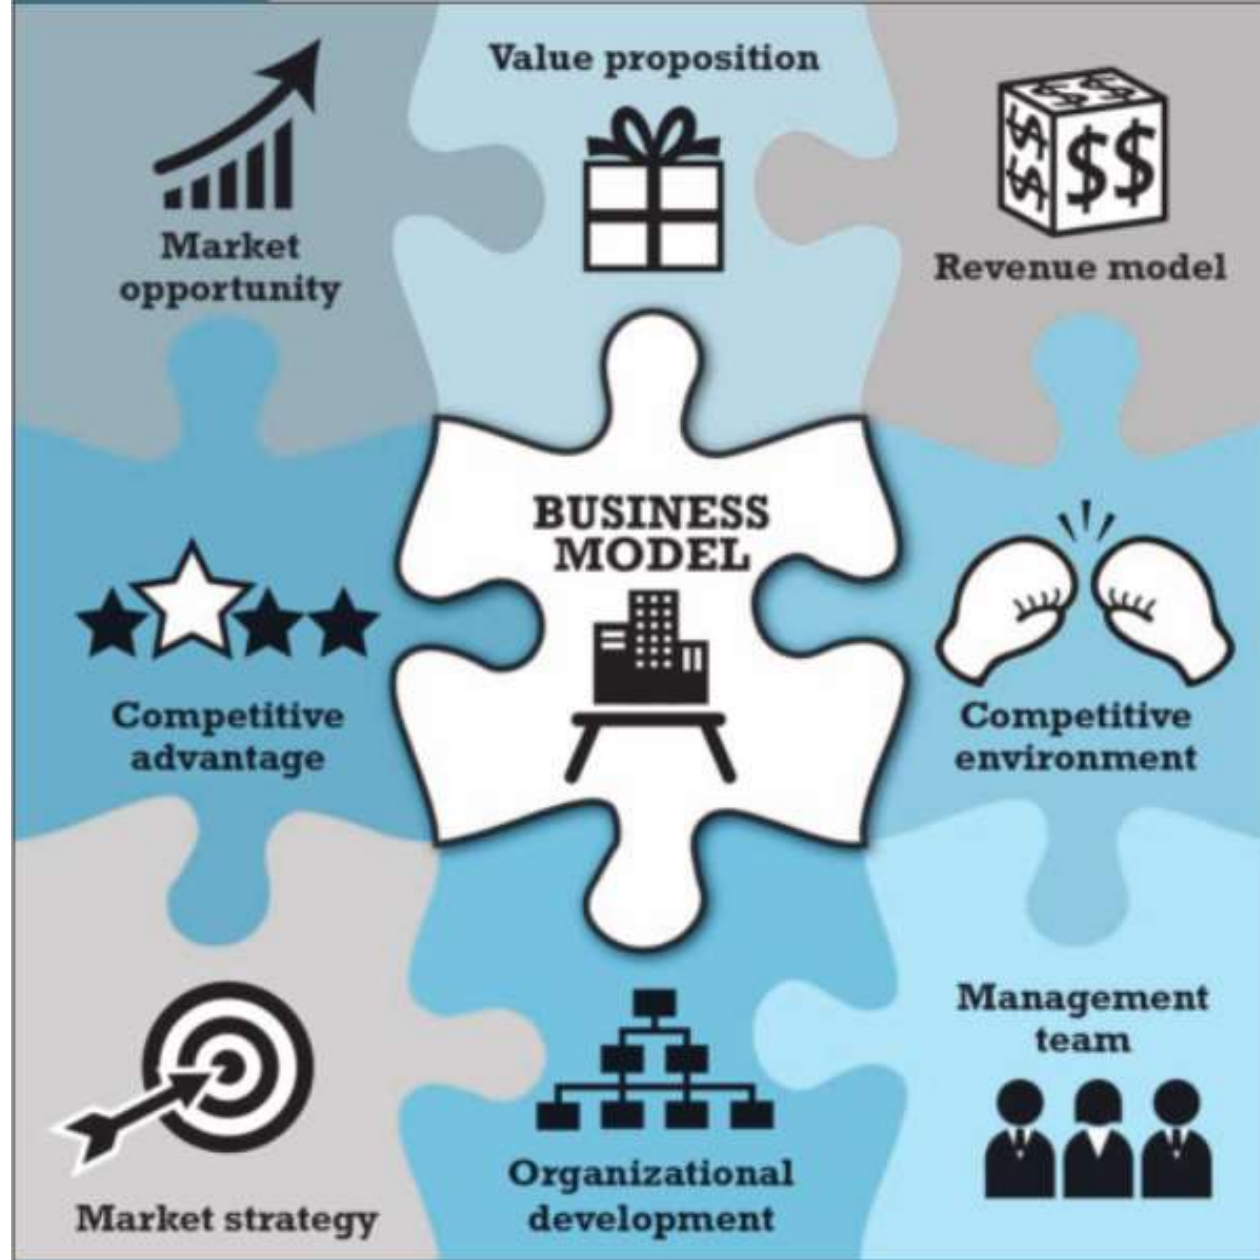 Value proposition
Market
opportunity
$$
$$
$$
Revenue model
BUSINESS
MODEL
Competitive
advantage
Competitive
environment
Management
team
Market strategy
Organizational
development